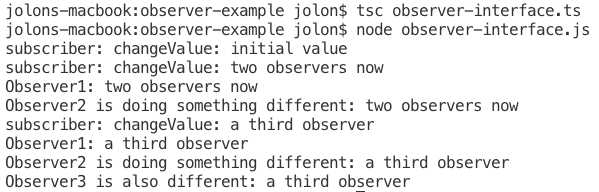 jolons-macbook:observer-example jolon$ tsc observer-interface.ts
jolons-macbook:observer-example jolon$ node observer-interface.js
subscriber: changeValue: initial value
subscriber: changeValue: two observers now
Observer1: two observers now
Observer2 is doing something different: two observers now
subscriber: changeValue: a third observer
Observer1: a third observer
Observer2 is doing something different: a third observer
Observer3 is also different: a third observer